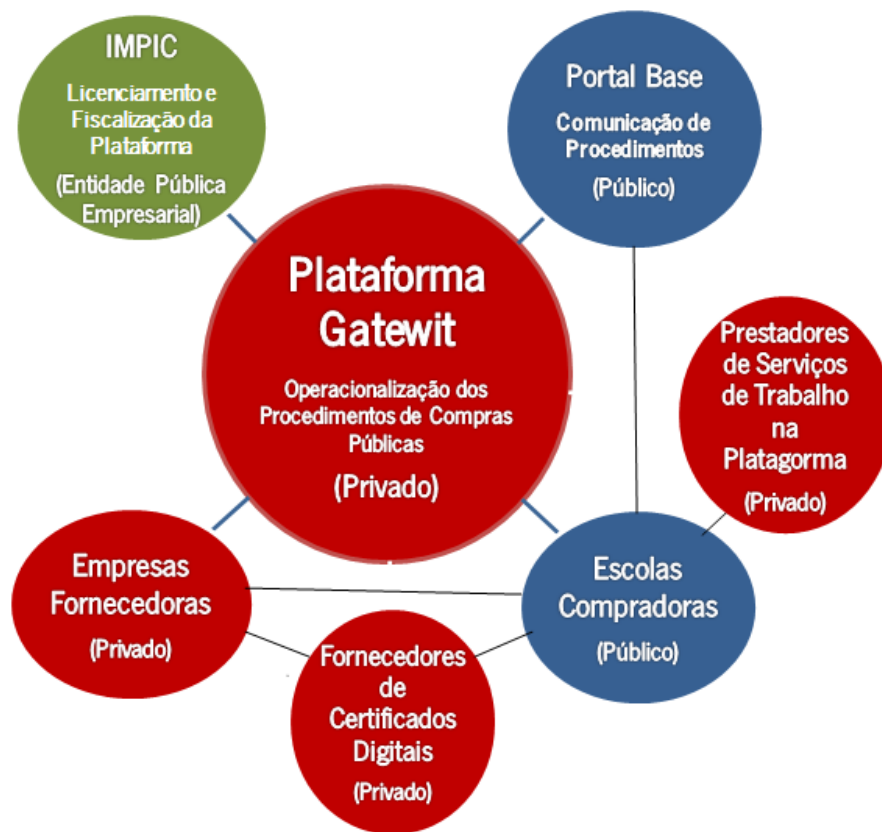 IMPIC
Licenciamento e
Fiscalização da
Plataforma
(Entidade Pública
Empresarial)
Portal Base
Comunicação de
Procedimentos
(Público)
Plataforma
Gatewit
Operacionalização dos
Procedimentos de Compras
Públicas
(Privado)
Prestadores
de Serviços
de Trabalho
na
Platagorma
(Privado)
Empresas
Fornecedoras
(Privado)
Escolas
Compradoras
(Público)
Fornecedores
de
Certificados
Digitais
(Privado)